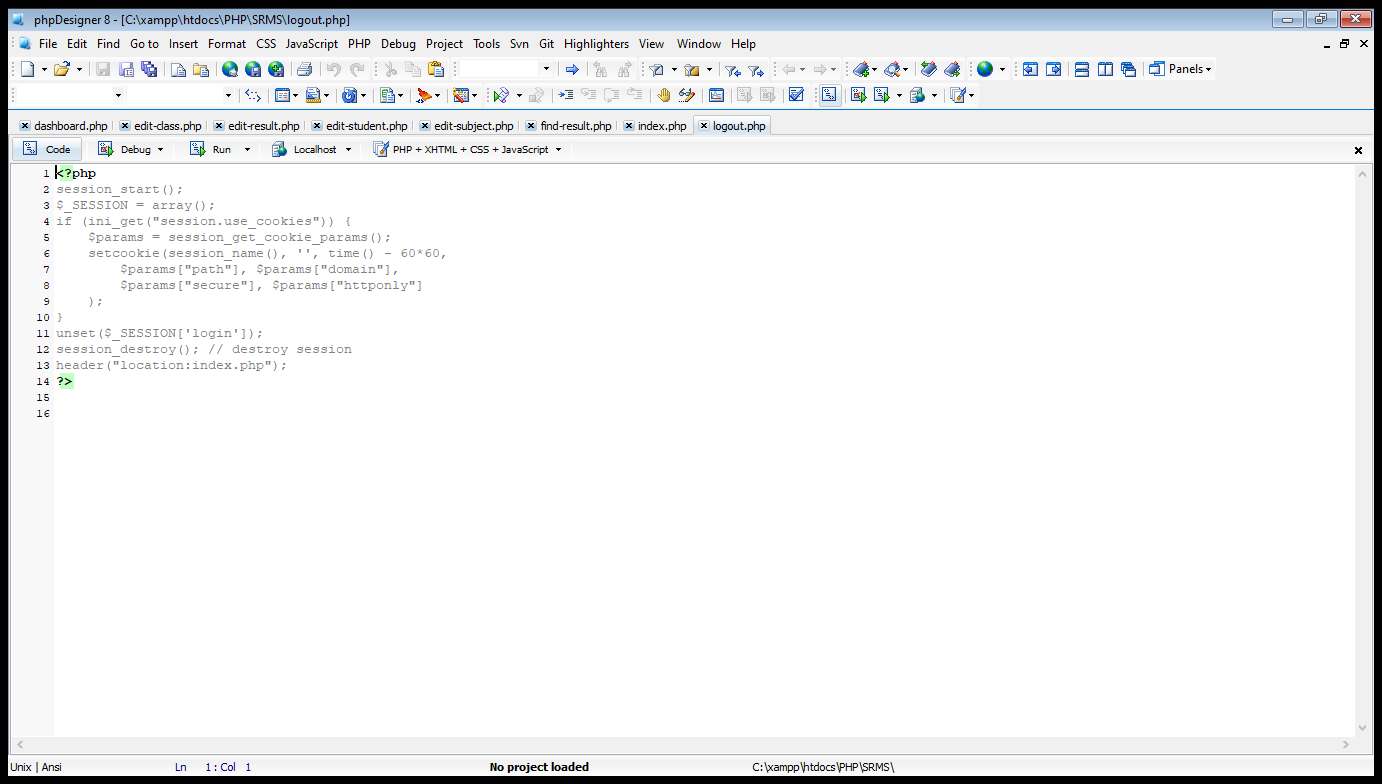 phpDesigner 8 - [C:\xampp\htdocs\PHP\SRMS\logout.php]
File Edit Find Go to Insert Format CSS JavaScript PHP Debug Project Tools Svn Git Highlighters View Window Help
Panels
dashboard.php edit-class.php edit-result.php edit-student.php edit-subject.php find-result.php index.php logout.php
Code Debug Run Localhost PHP + XHTML + CSS + JavaScript
1 <?php
2 session_start();
3 $_SESSION = array();
4 if (ini_get("session.use_cookies")) {
5     $params = session_get_cookie_params();
6     setcookie(session_name(), '', time() - 60*60,
7         $params["path"], $params["domain"],
8         $params["secure"], $params["httponly"]
9     );
10 }
11 unset($_SESSION['login']);
12 session_destroy(); // destroy session
13 header("location:index.php");
14 ?>
15
16
Unix | Ansi Ln 1 : Col 1 No project loaded C:\xampp\htdocs\PHP\SRMS\